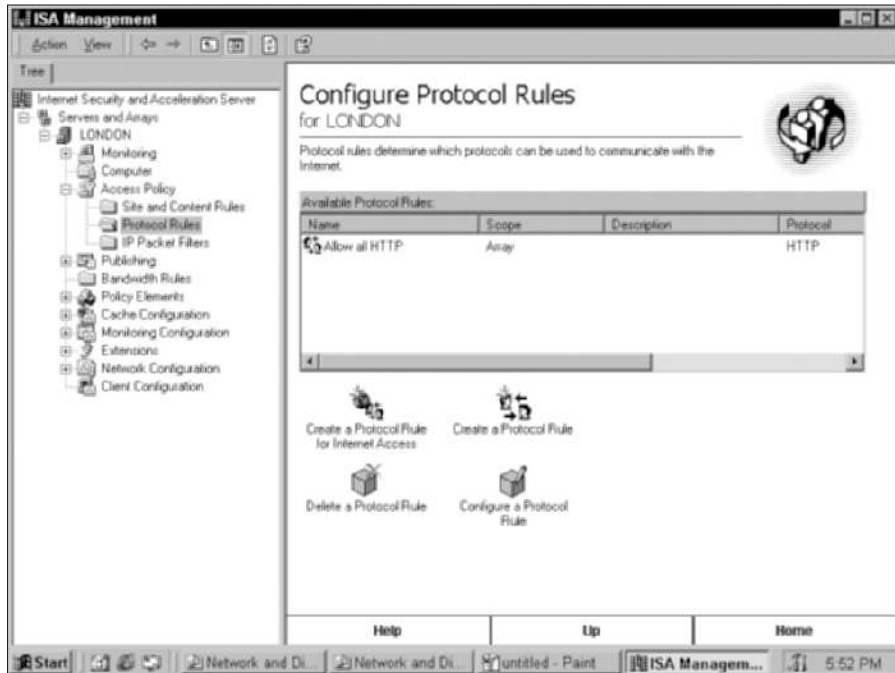 ISA Management
Action View
Tree
Internet Security and Acceleration Server
Servers and Arrays
LONDON
Monitoring
Computer
Access Policy
Site and Content Rules
Protocol Rules
IP Packet Filters
Publishing
Bandwidth Rules
Policy Elements
Cache Configuration
Monitoring Configuration
Extensions
Network Configuration
Client Configuration
Configure Protocol Rules
for LONDON
Protocol rules determine which protocols can be used to communicate with the
Internet.
Available Protocol Rules:
Name Scope Description Protocol
Allow all HTTP Array HTTP
Create a Protocol Rule
for Internet Access
Create a Protocol Rule
Delete a Protocol Rule
Configure a Protocol
Rule
Help Up Home
Start Network and Di... Network and Di... untitled - Paint ISA Managem... 5:52 PM